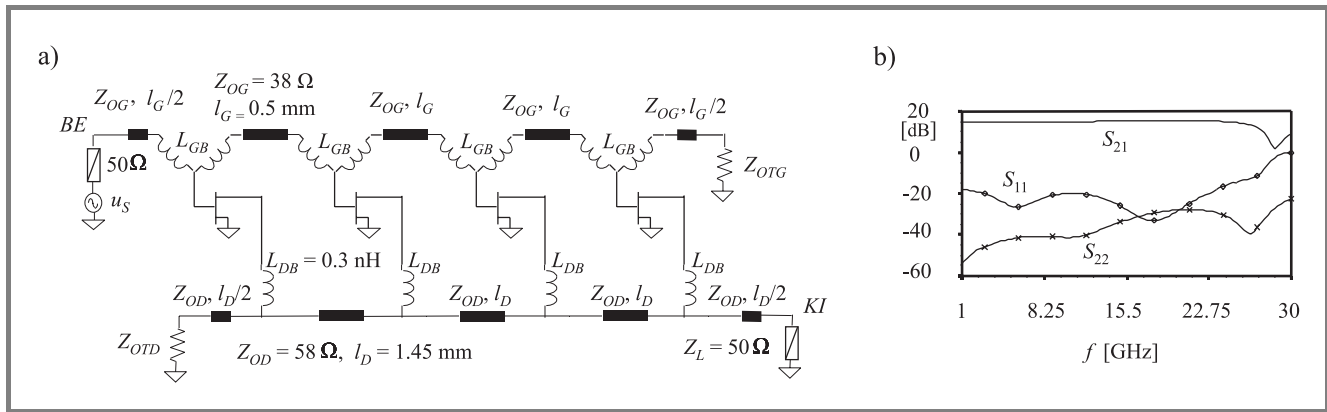 a)
Z_OG = 38 Ω
l_G = 0.5 mm
Z_OG, l_G/2
Z_OG, l_G
Z_OG, l_G
Z_OG, l_G/2
BE
L_GB
L_GB
L_GB
L_GB
50Ω
Z_OTG
u_S
L_DB = 0.3 nH
L_DB
L_DB
L_DB
Z_OD, l_D/2
Z_OD, l_D
Z_OD, l_D
Z_OD, l_D/2
KI
Z_OTD
Z_OD = 58 Ω, l_D = 1.45 mm
Z_L = 50Ω
b)
20
[dB]
0
-20
-40
-60
S_21
S_11
S_22
1
8.25
15.5
22.75
30
f [GHz]